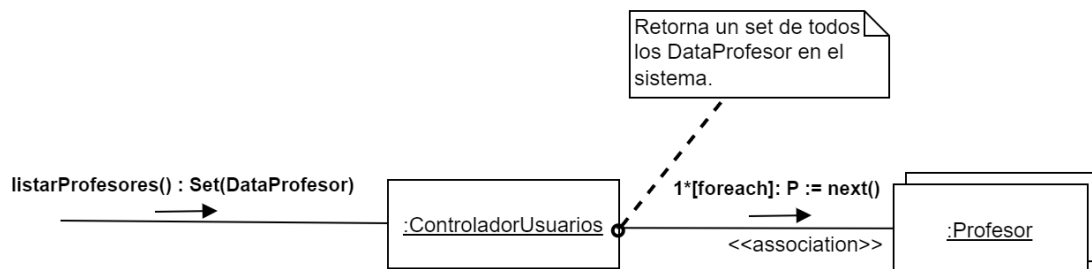 Retorna un set de todos
los DataProfesor en el
sistema.
listarProfesores() : Set(DataProfesor)
1*[foreach]: P := next()
:ControladorUsuarios
:Profesor
<<association>>